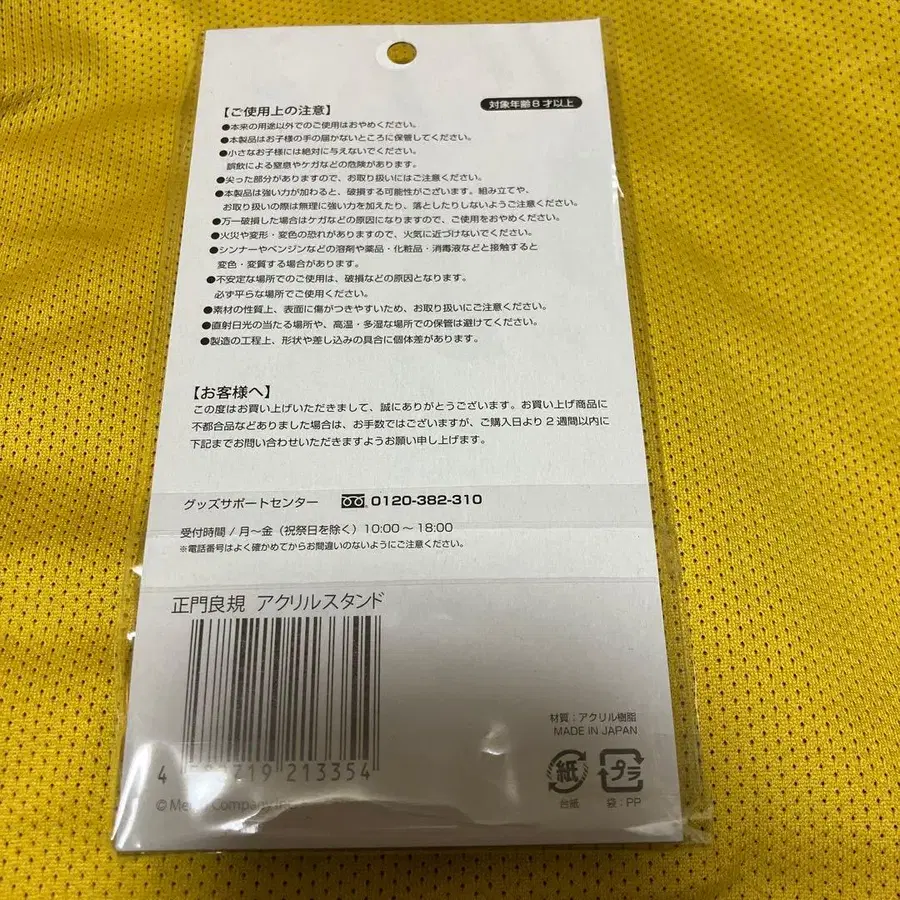 【ご使用上の注意】
対象年齢8才以上
●本来の用途以外でのご使用はおやめください。
●本製品はお子様の手の届かないところに保管してください。
●小さなお子様には絶対に与えないでください。
誤飲による窒息やケガなどの危険があります。
●尖った部分がありますので、お取り扱いにはご注意ください。
●本製品は強い力が加わると、破損する可能性がございます。組み立てや、
お取り扱いの際は無理に強い力を加えたり、落としたりしないようご注意ください。
●万一破損した場合はケガなどの原因になりますので、ご使用をおやめください。
●火災や変形・変色の恐れがありますので、火気に近づけないでください。
●シンナーやベンジンなどの溶剤や薬品・化粧品・消毒液などと接触すると
変色・変質する場合があります。
●不安定な場所でのご使用は、破損などの原因となります。
必ず平らな場所でご使用ください。
●素材の性質上、表面に傷がつきやすいため、お取り扱いにご注意ください。
●直射日光の当たる場所や、高温・多湿な場所での保管は避けてください。
●製造の工程上、形状や差し込みの具合に個体差があります。
【お客様へ】
この度はお買い上げいただきまして、誠にありがとうございます。お買い上げ商品に
不都合品などありました場合は、お手数ではございますが、ご購入日より2週間以内に
下記までお問い合わせいただきますようお願い申し上げます。
グッズサポートセンター 0120-382-310
受付時間/月～金（祝祭日を除く）10:00～18:00
※電話番号はよく確かめてからお間違いのないようにご注意ください。
正門良規 アクリルスタンド
材質：アクリル樹脂
MADE IN JAPAN
4 719 213354
紙
プラ
© Company
台紙
袋：PP